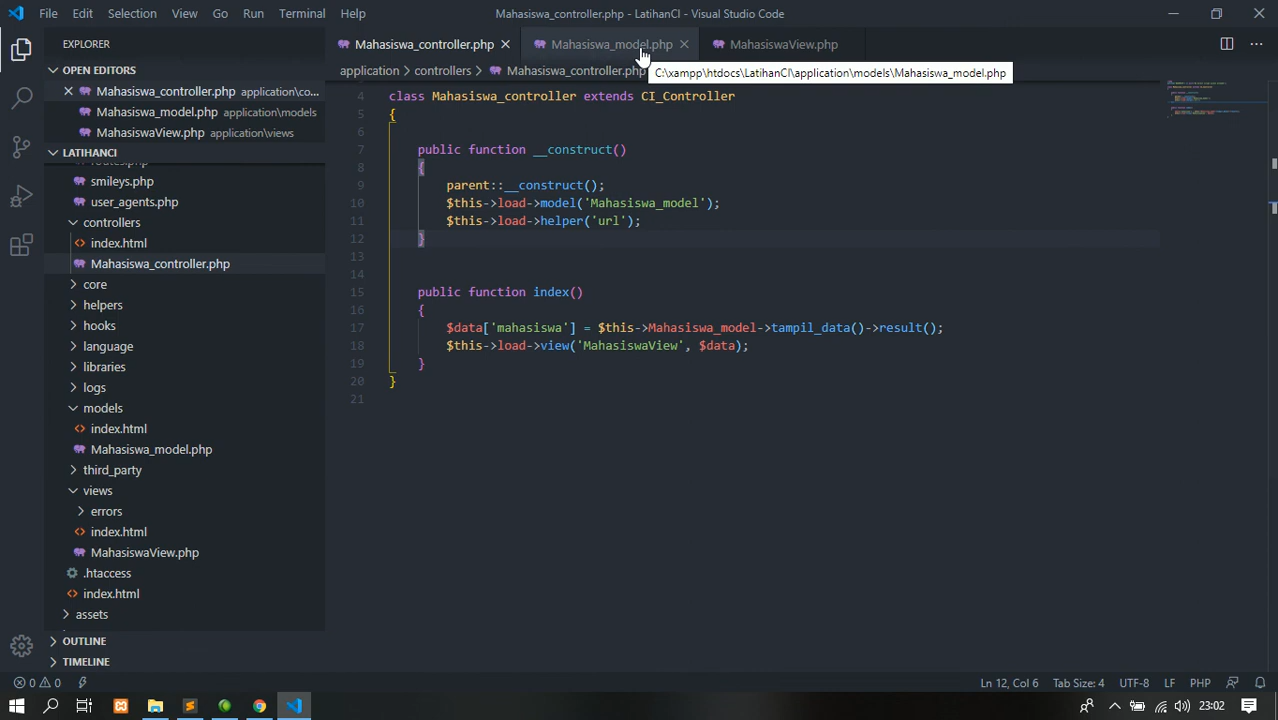 File Edit Selection View Go Run Terminal Help
Mahasiswa_controller.php - LatihanCI - Visual Studio Code
EXPLORER
OPEN EDITORS
Mahasiswa_controller.php application\co...
Mahasiswa_model.php application\models
MahasiswaView.php application\views
LATIHANCI
smileys.php
user_agents.php
controllers
index.html
Mahasiswa_controller.php
core
helpers
hooks
language
libraries
logs
models
index.html
Mahasiswa_model.php
third_party
views
errors
index.html
MahasiswaView.php
.htaccess
index.html
assets
OUTLINE
TIMELINE
Mahasiswa_controller.php Mahasiswa_model.php MahasiswaView.php
application > controllers > Mahasiswa_controller.php
C:\xampp\htdocs\LatihanCI\application\models\Mahasiswa_model.php
4 class Mahasiswa_controller extends CI_Controller
5 {
6
7 public function __construct()
8 {
9 parent::__construct();
10 $this->load->model('Mahasiswa_model');
11 $this->load->helper('url');
12 }
13
14
15 public function index()
16 {
17 $data['mahasiswa'] = $this->Mahasiswa_model->tampil_data()->result();
18 $this->load->view('MahasiswaView', $data);
19 }
20 }
21
0 0 Ln 12, Col 6 Tab Size: 4 UTF-8 LF PHP
23:02